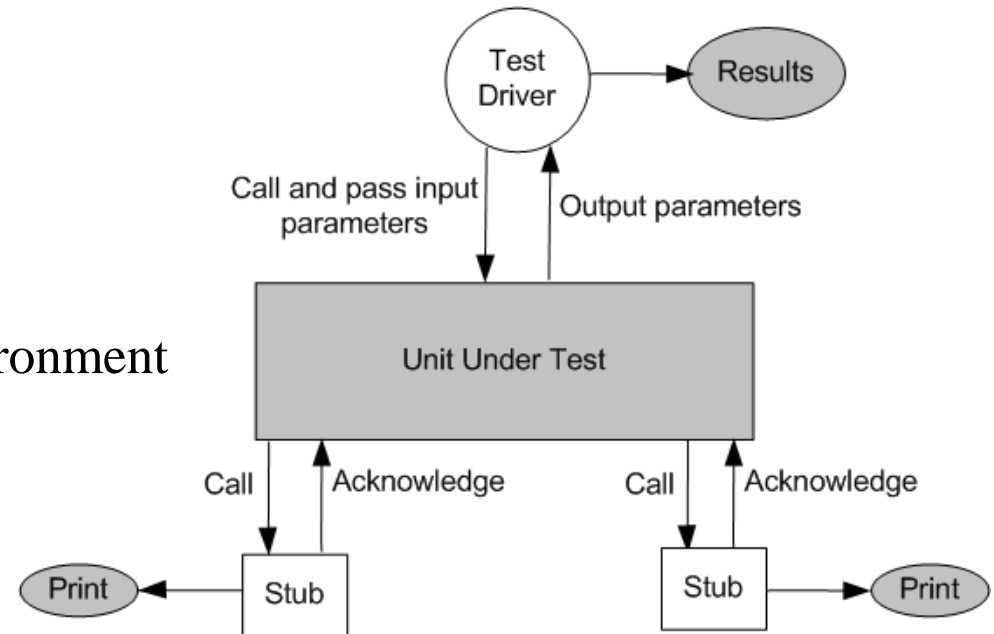 Test
Driver
Results
Call and pass input
parameters
Output parameters
ronment
Unit Under Test
Call
Acknowledge
Call
Acknowledge
Print
Stub
Stub
Print